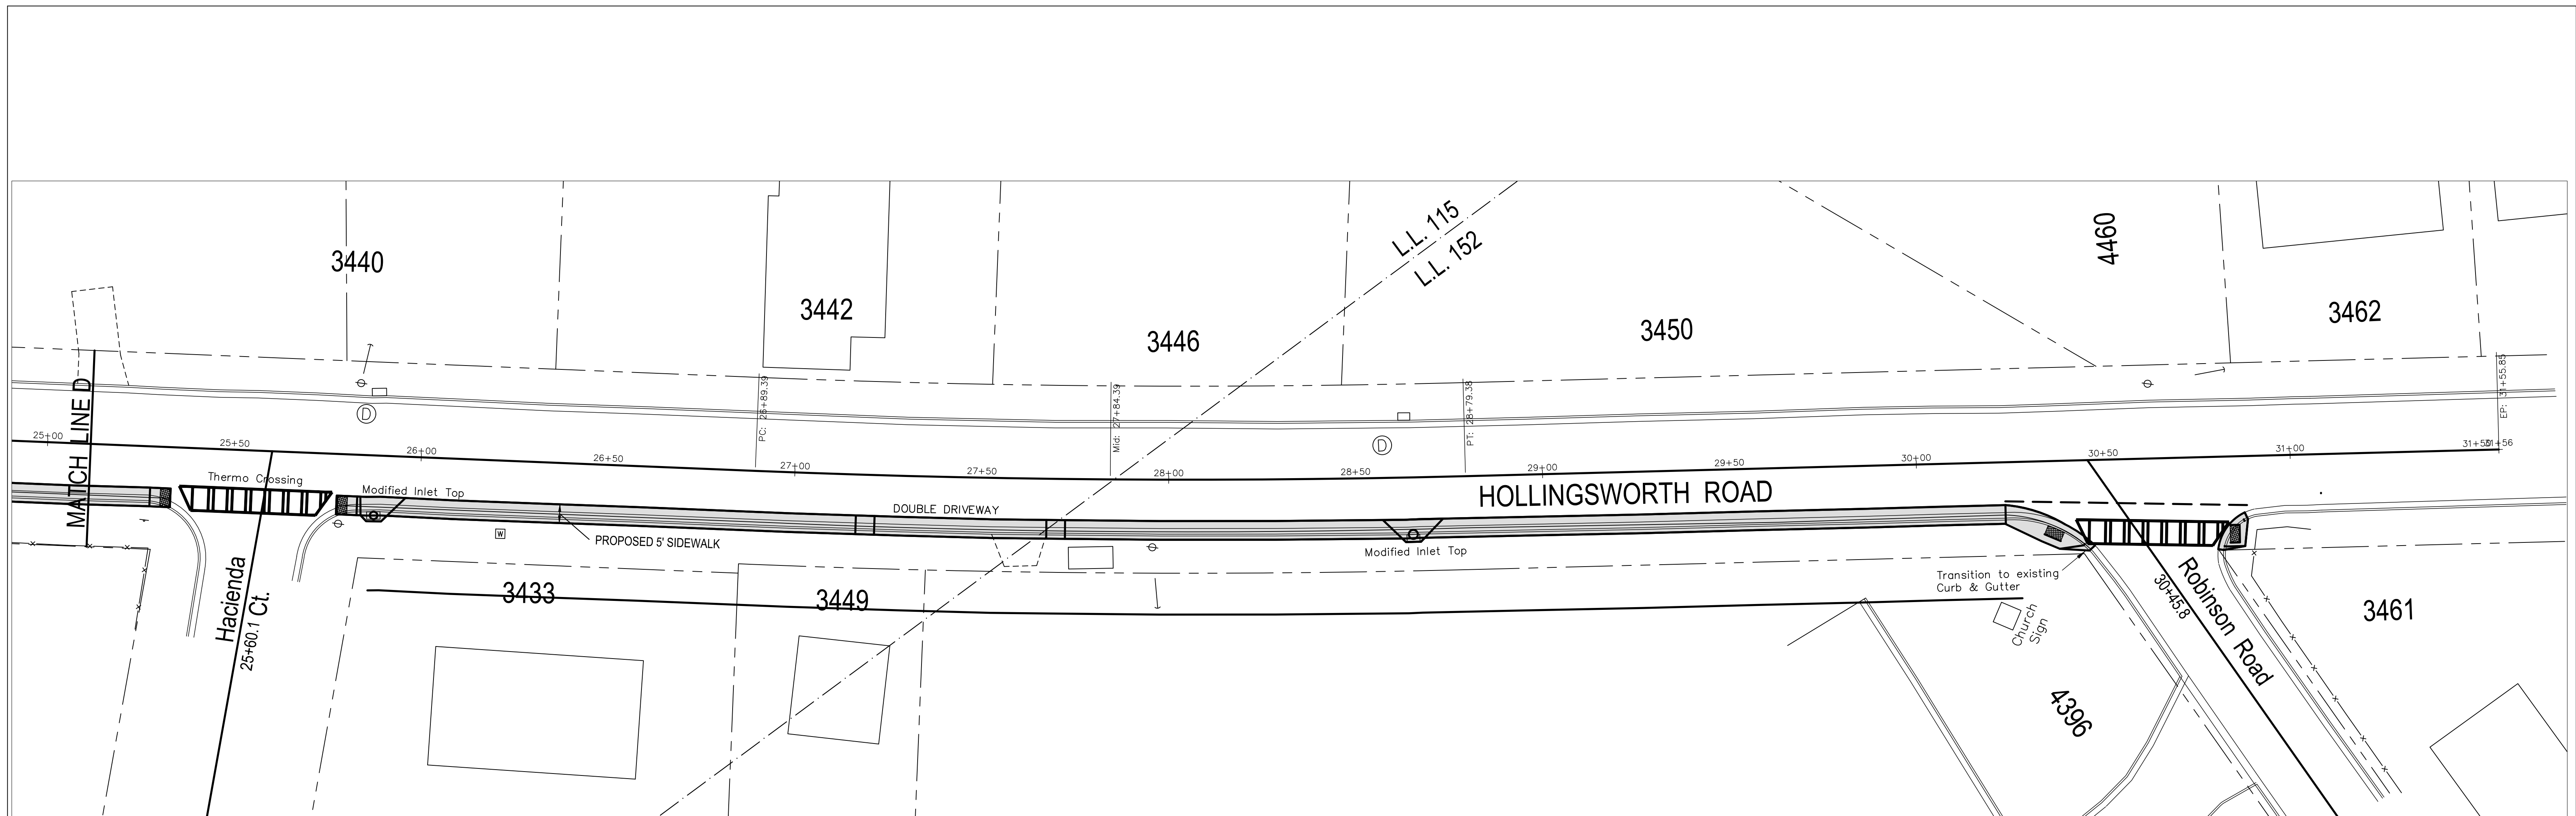 L.L. 115
L.L. 152
4460
3440
3442
3446
3450
3462
MATCH LINE D
D
D
PC: 26+89.39
Mid: 27+84.39
PT: 28+79.38
EP: 31+55.85
25+00
25+50
26+00
26+50
27+00
27+50
28+00
28+50
29+00
29+50
30+00
30+50
31+00
31+50
31+56
Thermo Crossing
Modified Inlet Top
DOUBLE DRIVEWAY
HOLLINGSWORTH ROAD
W
PROPOSED 5' SIDEWALK
Modified Inlet Top
Transition to existing
Curb & Gutter
Church
Sign
Hacienda
Ct.
25+60.1
3433
3449
Robinson Road
30+45.8
3461
4396